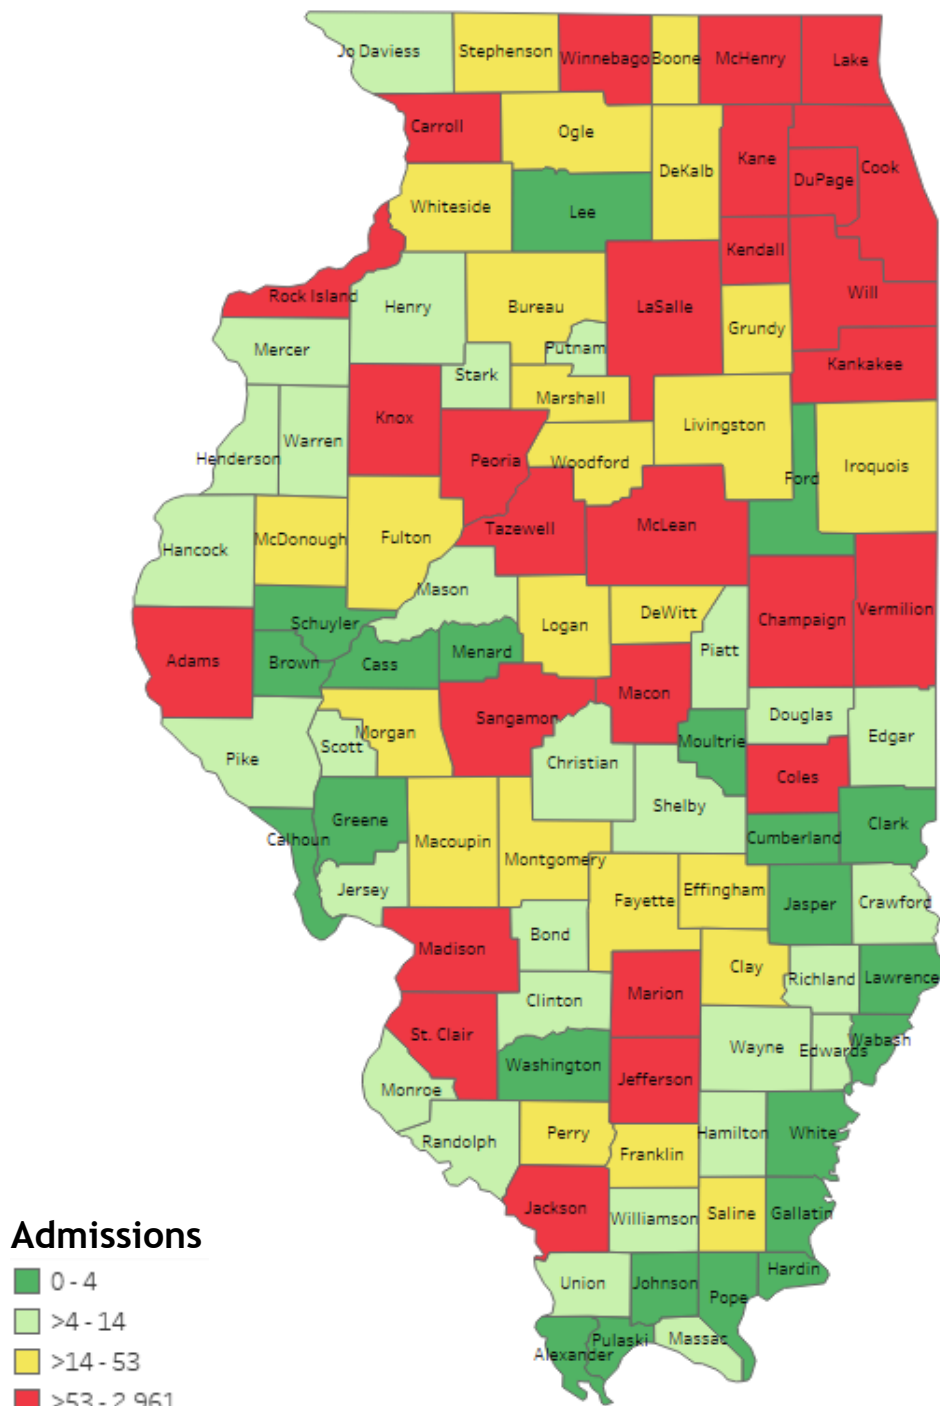 Jo Daviess
Stephenson
Winnebago
Boone
McHenry
Lake
Carroll
Ogle
DeKalb
Kane
DuPage
Cook
Whiteside
Lee
Kendall
Rock Island
Henry
Bureau
LaSalle
Will
Grundy
Mercer
Putnam
Stark
Kankakee
Marshall
Knox
Livingston
Warren
Henderson
Peoria
Woodford
Ford
Iroquois
Hancock
McDonough
Fulton
Tazewell
McLean
Mason
Schuyler
Logan
DeWitt
Champaign
Vermilion
Adams
Brown
Cass
Menard
Piatt
Macon
Sangamon
Douglas
Pike
Scott
Morgan
Christian
Moultrie
Edgar
Coles
Shelby
Calhoun
Greene
Macoupin
Montgomery
Cumberland
Clark
Jersey
Fayette
Effingham
Jasper
Crawford
Madison
Bond
Clay
Richland
Lawrence
Marion
Clinton
St. Clair
Wayne
Edwards
Wabash
Washington
Jefferson
Monroe
Randolph
Perry
Franklin
Hamilton
White
Jackson
Williamson
Saline
Gallatin
Union
Johnson
Pope
Hardin
Alexander
Pulaski
Massac
Admissions
0 - 4
>4 - 14
>14 - 53
>53 - 2,961